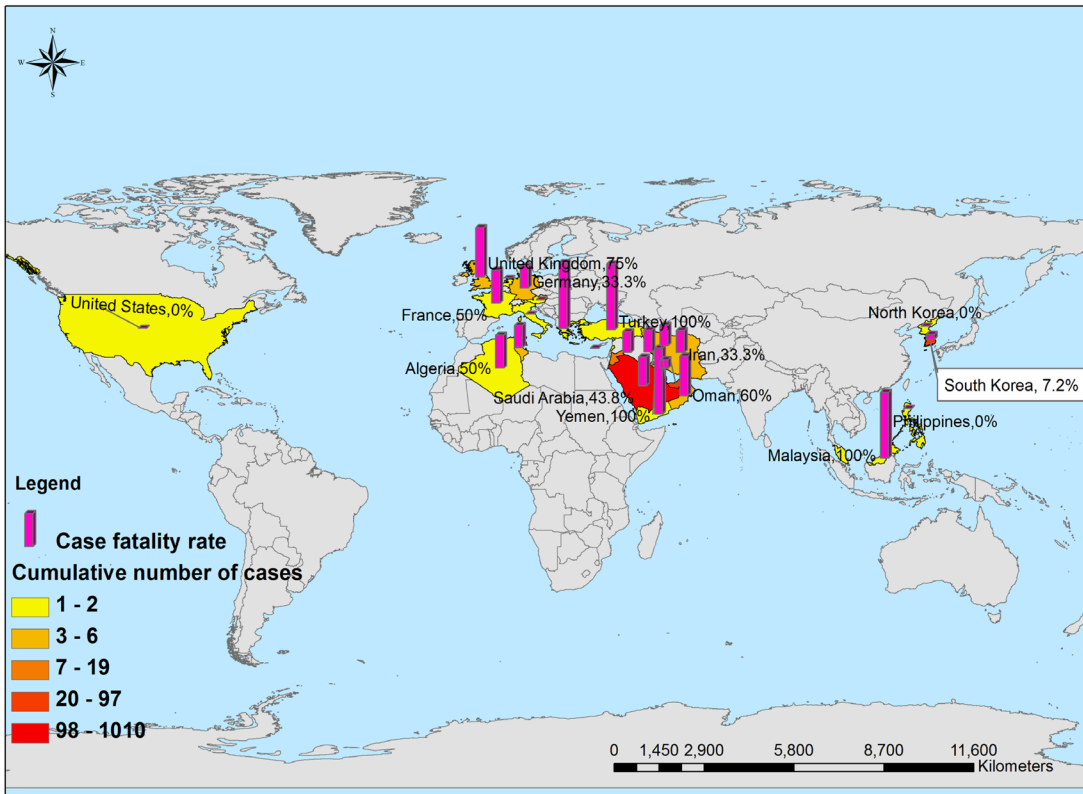 N
W E
S
United Kingdom,75%
Germany,33.3%
France,50%
United States,0%
Turkey,100%
North Korea,0%
Algeria,50%
Iran,33.3%
South Korea, 7.2%
Saudi Arabia,43.8%
Oman,60%
Yemen,100%
Philippines,0%
Malaysia,100%
Legend
Case fatality rate
Cumulative number of cases
1 - 2
3 - 6
7 - 19
20 - 97
98 - 1010
0 1,450 2,900 5,800 8,700 11,600
Kilometers